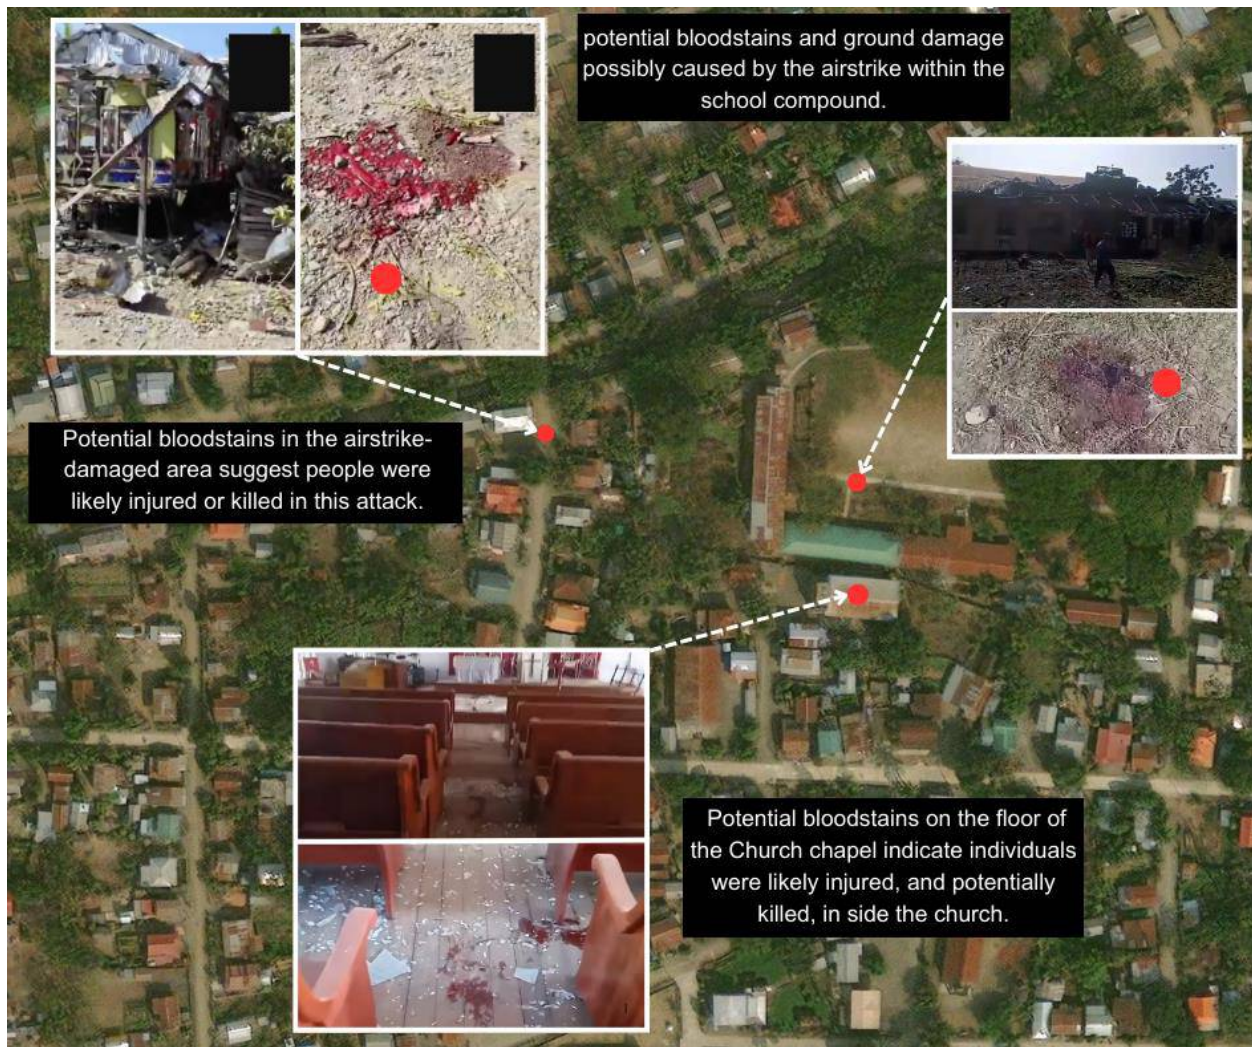 potential bloodstains and ground damage
possibly caused by the airstrike within the
school compound.
Potential bloodstains in the airstrike-
damaged area suggest people were
likely injured or killed in this attack.
Potential bloodstains on the floor of
the Church chapel indicate individuals
were likely injured, and potentially
killed, in side the church.